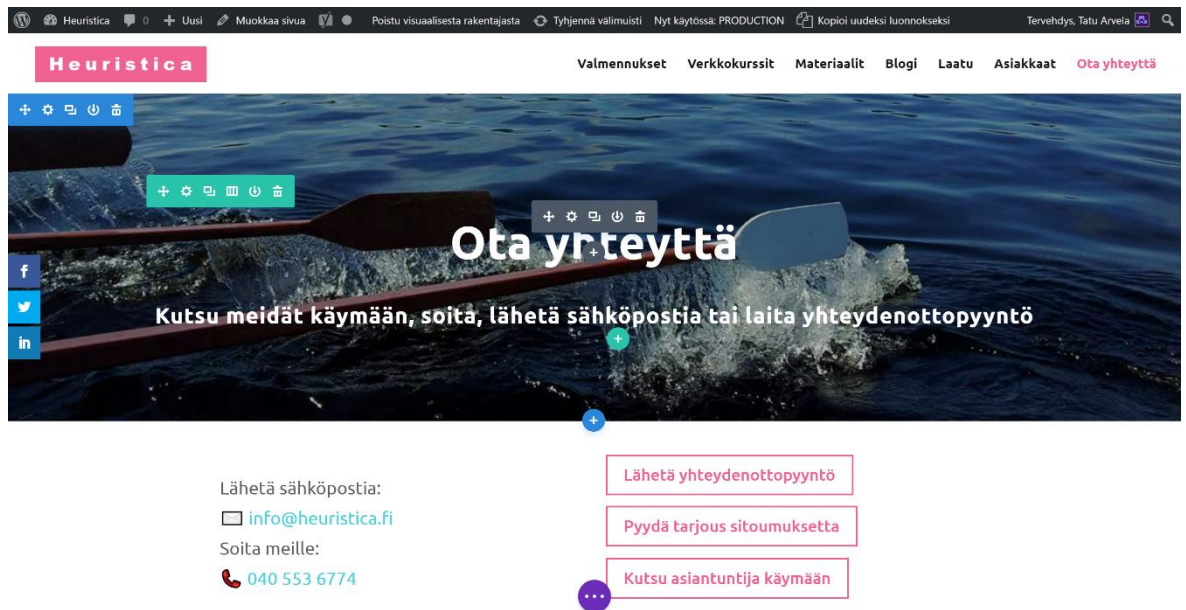 Heuristica 0 Uusi Muokkaa sivua Poistu visuaalisesta rakentajasta Tyhjennä välimuisti Nyt käytössä: PRODUCTION Kopioi uudeksi luonnokseksi Tervehdys, Tatu Arvela
Heuristica
Valmennukset Verkkokurssit Materiaalit Blogi Laatu Asiakkaat Ota yhteyttä
Ota yhteyttä
Kutsu meidät käymään, soita, lähetä sähköpostia tai laita yhteydenottopyyntö
f
in
Lähetä sähköpostia:
info@heuristica.fi
Soita meille:
040 553 6774
Lähetä yhteydenottopyyntö
Pyydä tarjous sitoumuksetta
Kutsu asiantuntija käymään